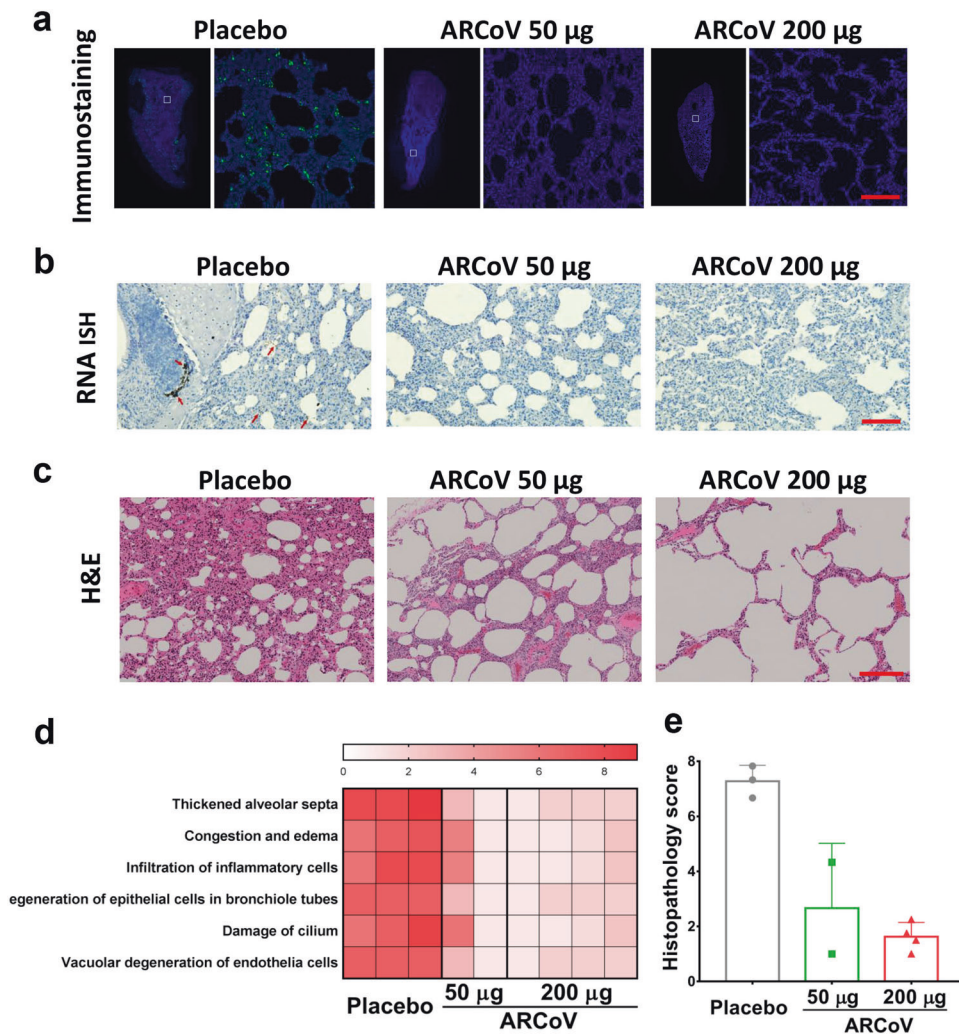 a
Placebo ARCoV 50 µg ARCoV 200 µg
Immunostaining
b
Placebo ARCoV 50 µg ARCoV 200 µg
RNA ISH
c
Placebo ARCoV 50 µg ARCoV 200 µg
H&E
d
0 2 4 6 8
Thickened alveolar septa
Congestion and edema
Infiltration of inflammatory cells
egeneration of epithelial cells in bronchiole tubes
Damage of cilium
Vacuolar degeneration of endothelia cells
Placebo 50 µg 200 µg
ARCoV
e
Histopathology score
8
6
4
2
0
Placebo 50 µg 200 µg
ARCoV